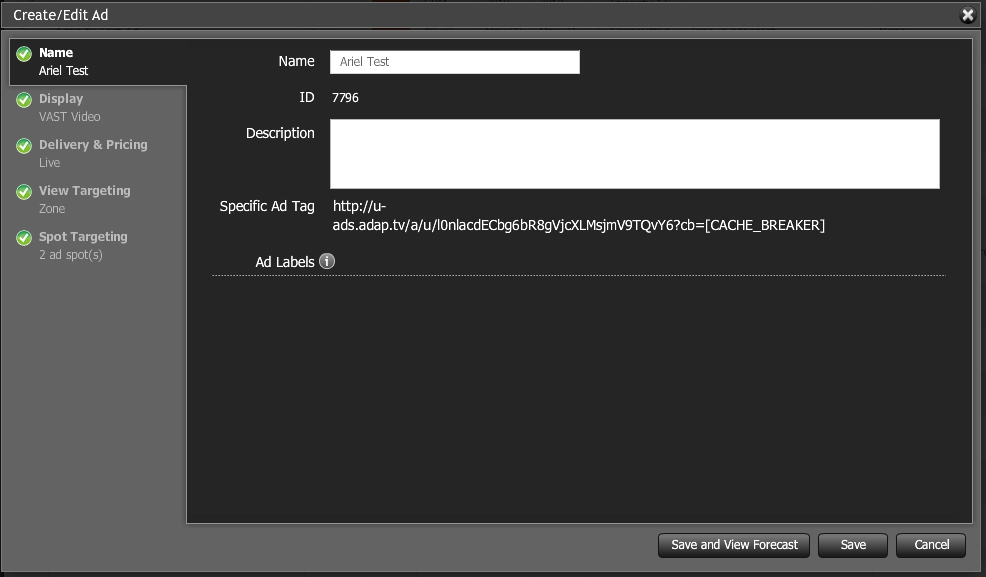 Create/Edit Ad
Name
Ariel Test
Display
VAST Video
Delivery & Pricing
Live
View Targeting
Zone
Spot Targeting
2 ad spot(s)
Name Ariel Test
ID 7796
Description
Specific Ad Tag http://u-
ads.adap.tv/a/u/l0nlacdECbg6bR8gVjcXLMsjmV9TQvY6?cb=[CACHE_BREAKER]
Ad Labels i
Save and View Forecast Save Cancel